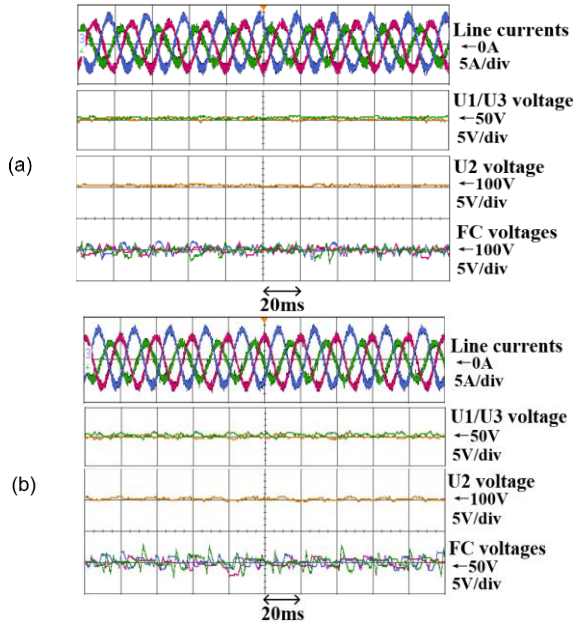 Line currents
←0A
5A/div
U1/U3 voltage
←50V
5V/div
U2 voltage
←100V
5V/div
(a)
FC voltages
←100V
5V/div
20ms
Line currents
←0A
5A/div
U1/U3 voltage
←50V
5V/div
(b)
U2 voltage
←100V
5V/div
FC voltages
←50V
5V/div
20ms